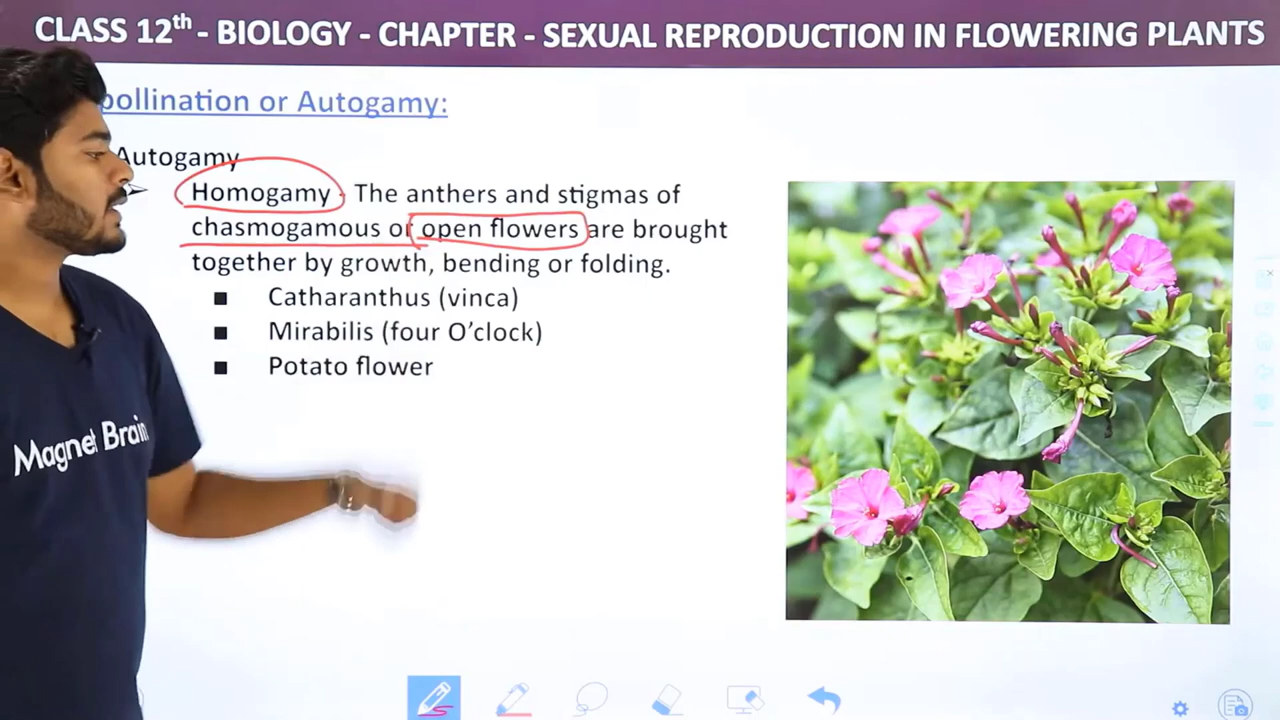 CLASS 12th - BIOLOGY - CHAPTER - SEXUAL REPRODUCTION IN FLOWERING PLANTS
pollination or Autogamy:
Autogamy
Homogamy - The anthers and stigmas of
chasmogamous or open flowers are brought
together by growth, bending or folding.
Catharanthus (vinca)
Mirabilis (four O'clock)
Potato flower
Magnet Brain